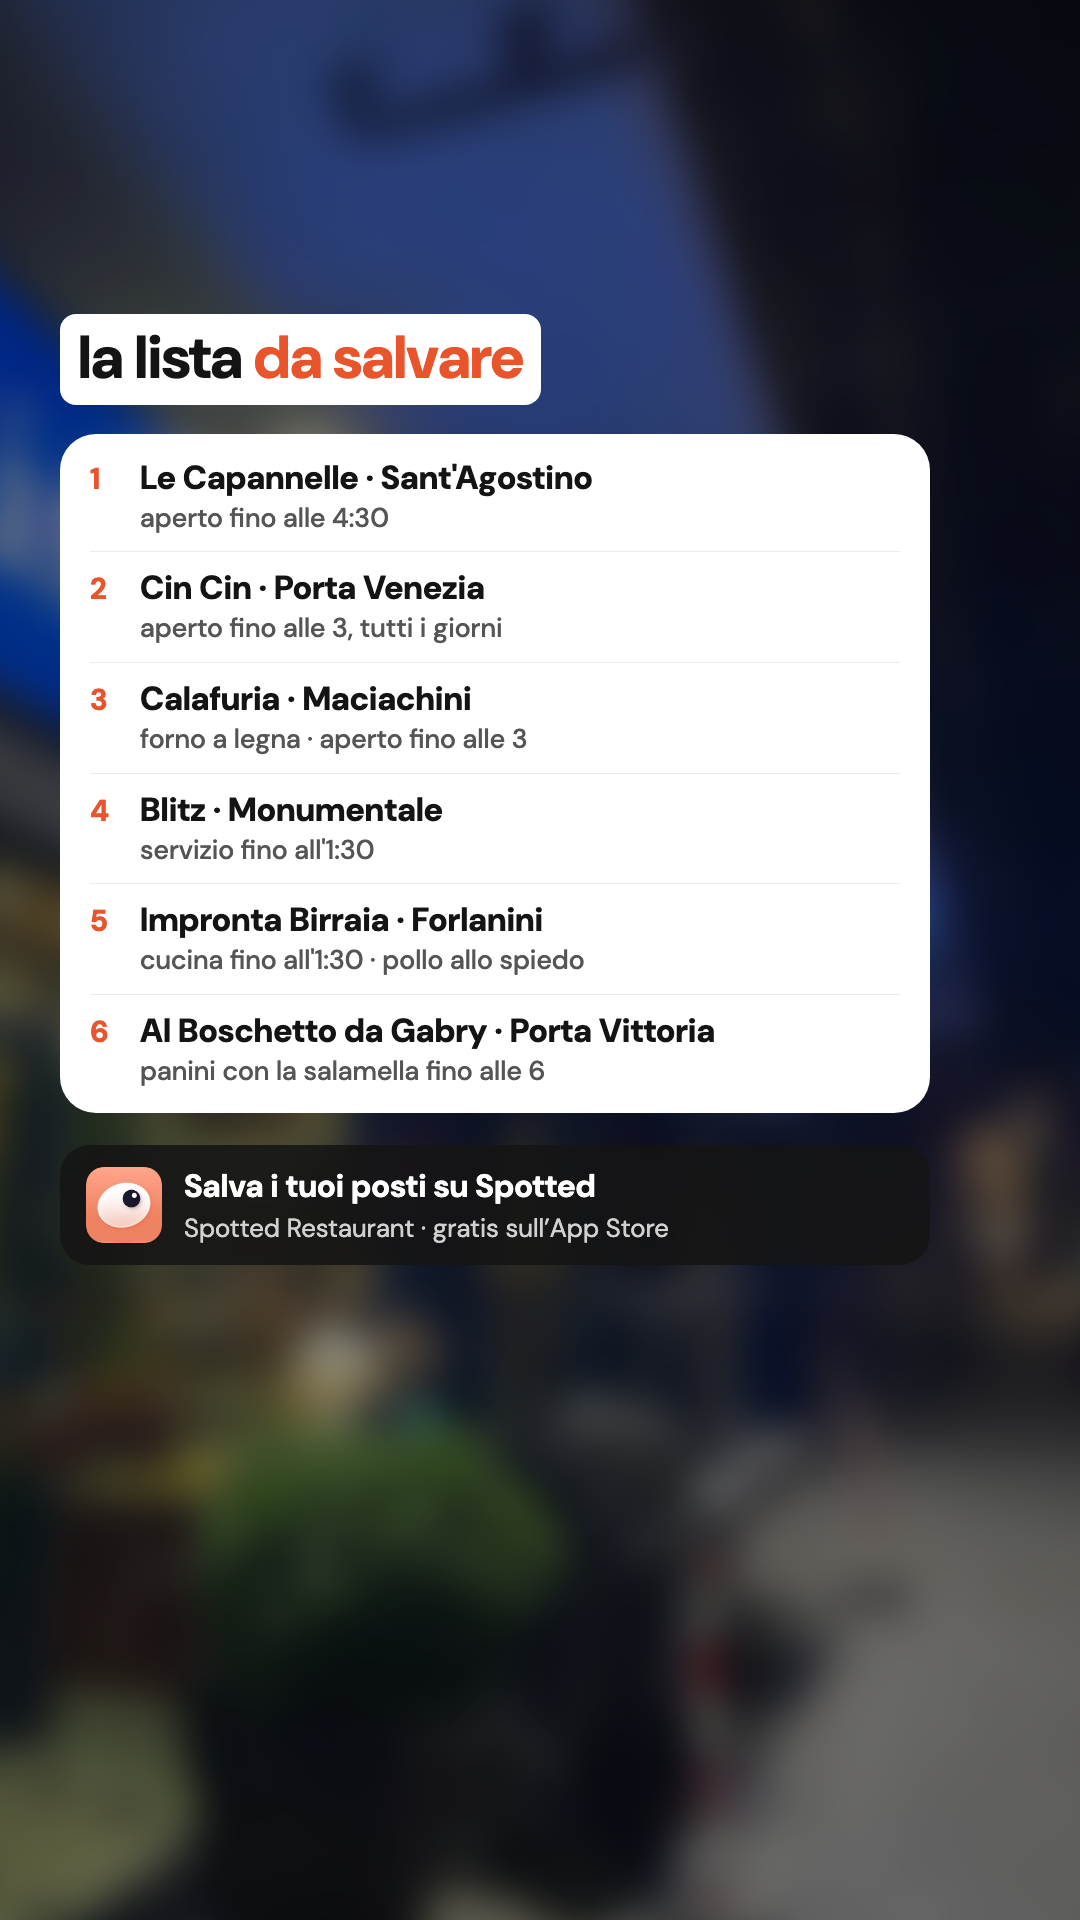 la lista da salvare
1 Le Capannelle · Sant'Agostino
aperto fino alle 4:30
2 Cin Cin · Porta Venezia
aperto fino alle 3, tutti i giorni
3 Calafuria · Maciachini
forno a legna · aperto fino alle 3
4 Blitz · Monumentale
servizio fino all'1:30
5 Impronta Birraia · Forlanini
cucina fino all'1:30 · pollo allo spiedo
6 Al Boschetto da Gabry · Porta Vittoria
panini con la salamella fino alle 6
Salva i tuoi posti su Spotted
Spotted Restaurant · gratis sull’App Store